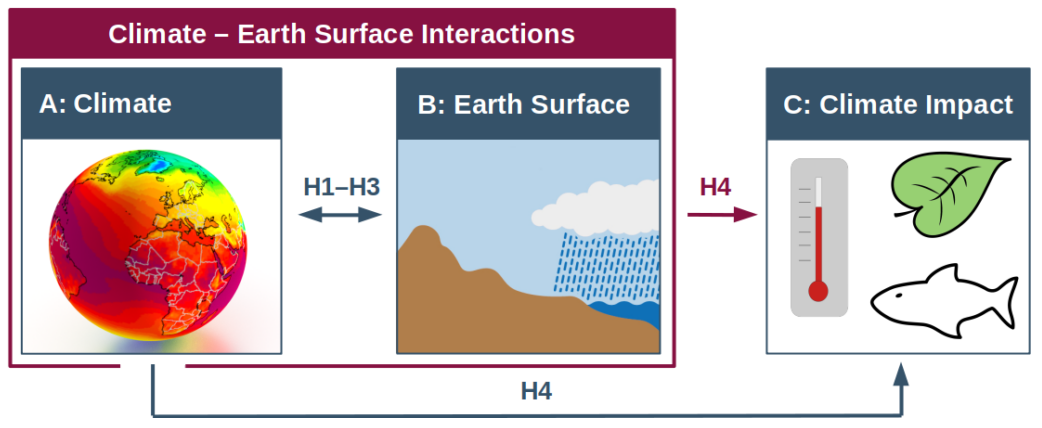 Climate – Earth Surface Interactions
A: Climate
B: Earth Surface
C: Climate Impact
H1–H3
H4
H4